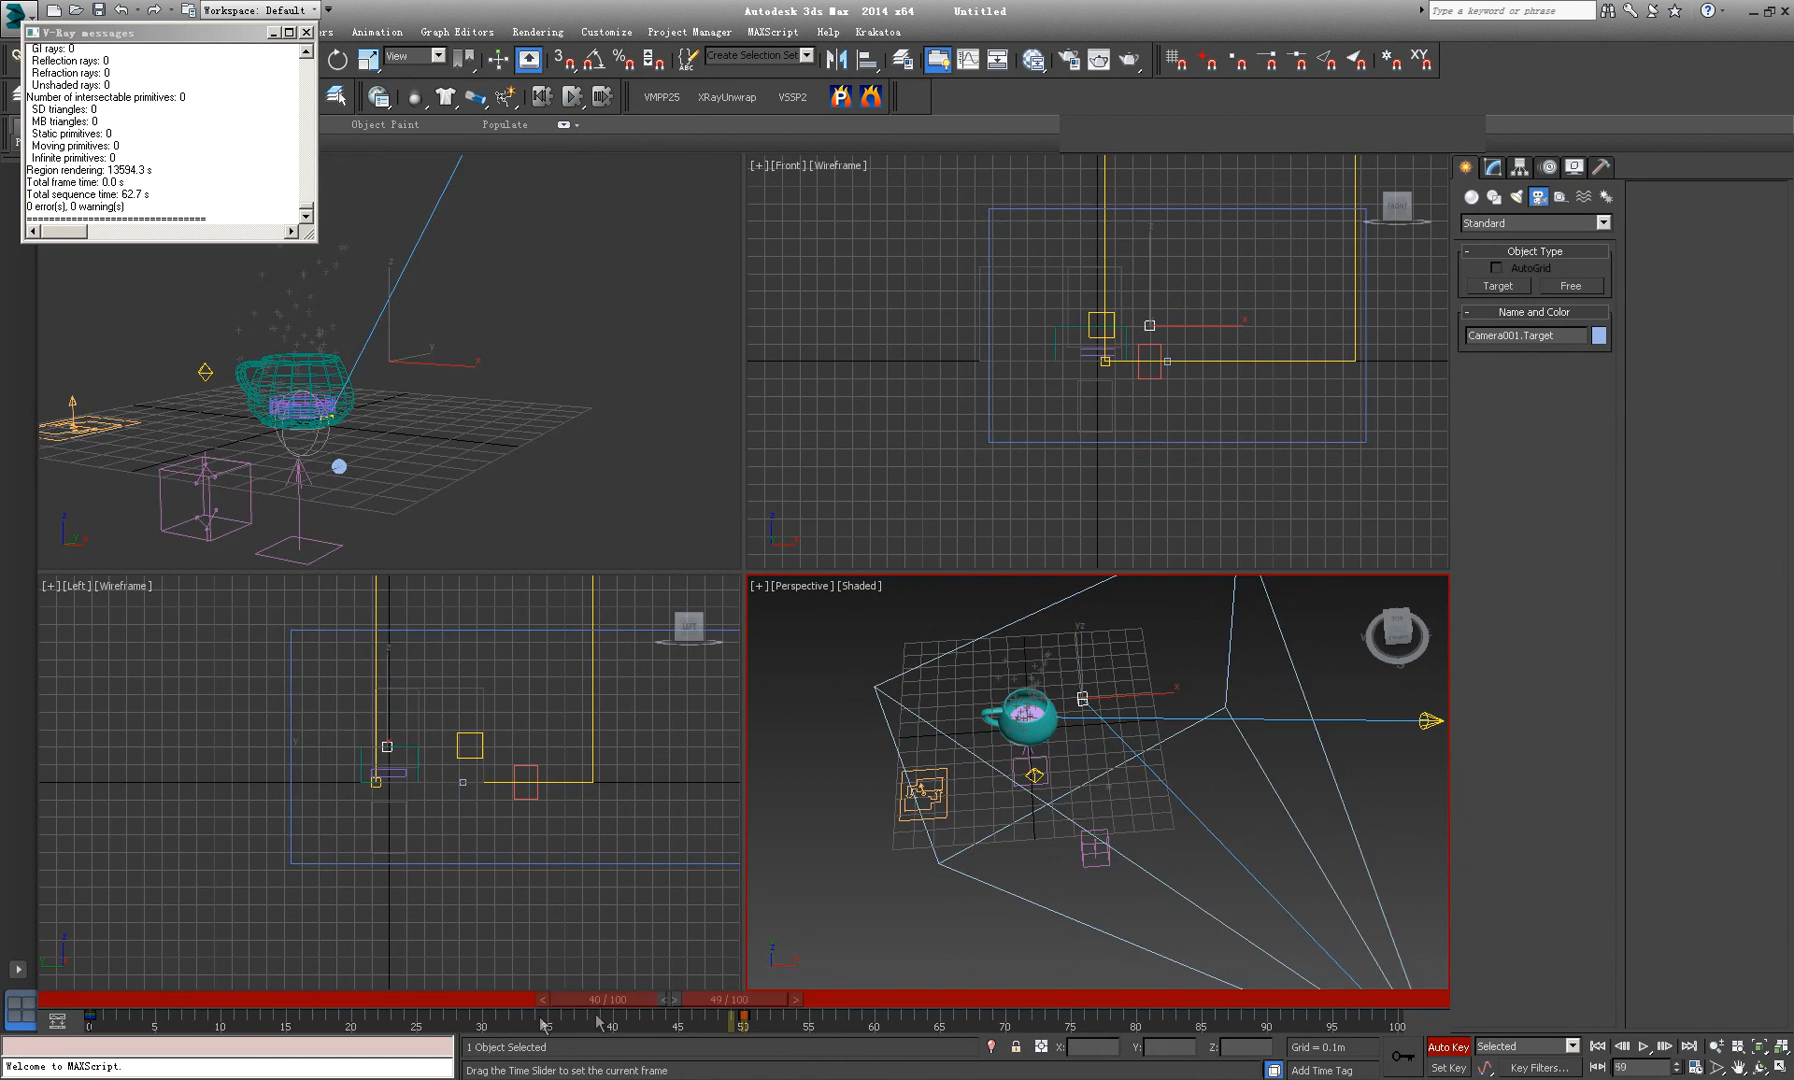 Workspace: Default
Autodesk 3ds Max 2014 x64    Untitled
Type a keyword or phrase
V-Ray messages
GI rays: 0
Reflection rays: 0
Refraction rays: 0
Unshaded rays: 0
Number of intersectable primitives: 0
SD triangles: 0
MB triangles: 0
Static primitives: 0
Moving primitives: 0
Infinite primitives: 0
Region rendering: 13594.3 s
Total frame time: 0.0 s
Total sequence time: 62.7 s
0 error(s), 0 warning(s)
==============================
Animation    Graph Editors    Rendering    Customize    Project Manager    MAXScript    Help    Krakatoa
View
Create Selection Set
XY
VMPP25    XRayUnwrap    VSSP2
Object Paint    Populate
[+][Front][Wireframe]
FRONT
Standard
Object Type
AutoGrid
Target    Free
Name and Color
Camera001.Target
[+][Left][Wireframe]
LEFT
[+][Perspective][Shaded]
TOP
40 / 100
49 / 100
0 5 10 15 20 25 30 35 40 45 50 55 60 65 70 75 80 85 90 95 100
Welcome to MAXScript.
1 Object Selected
X:    Y:    Z:
Grid = 0.1m
Auto Key    Selected
Drag the Time Slider to set the current frame
Add Time Tag
Set Key    Key Filters...